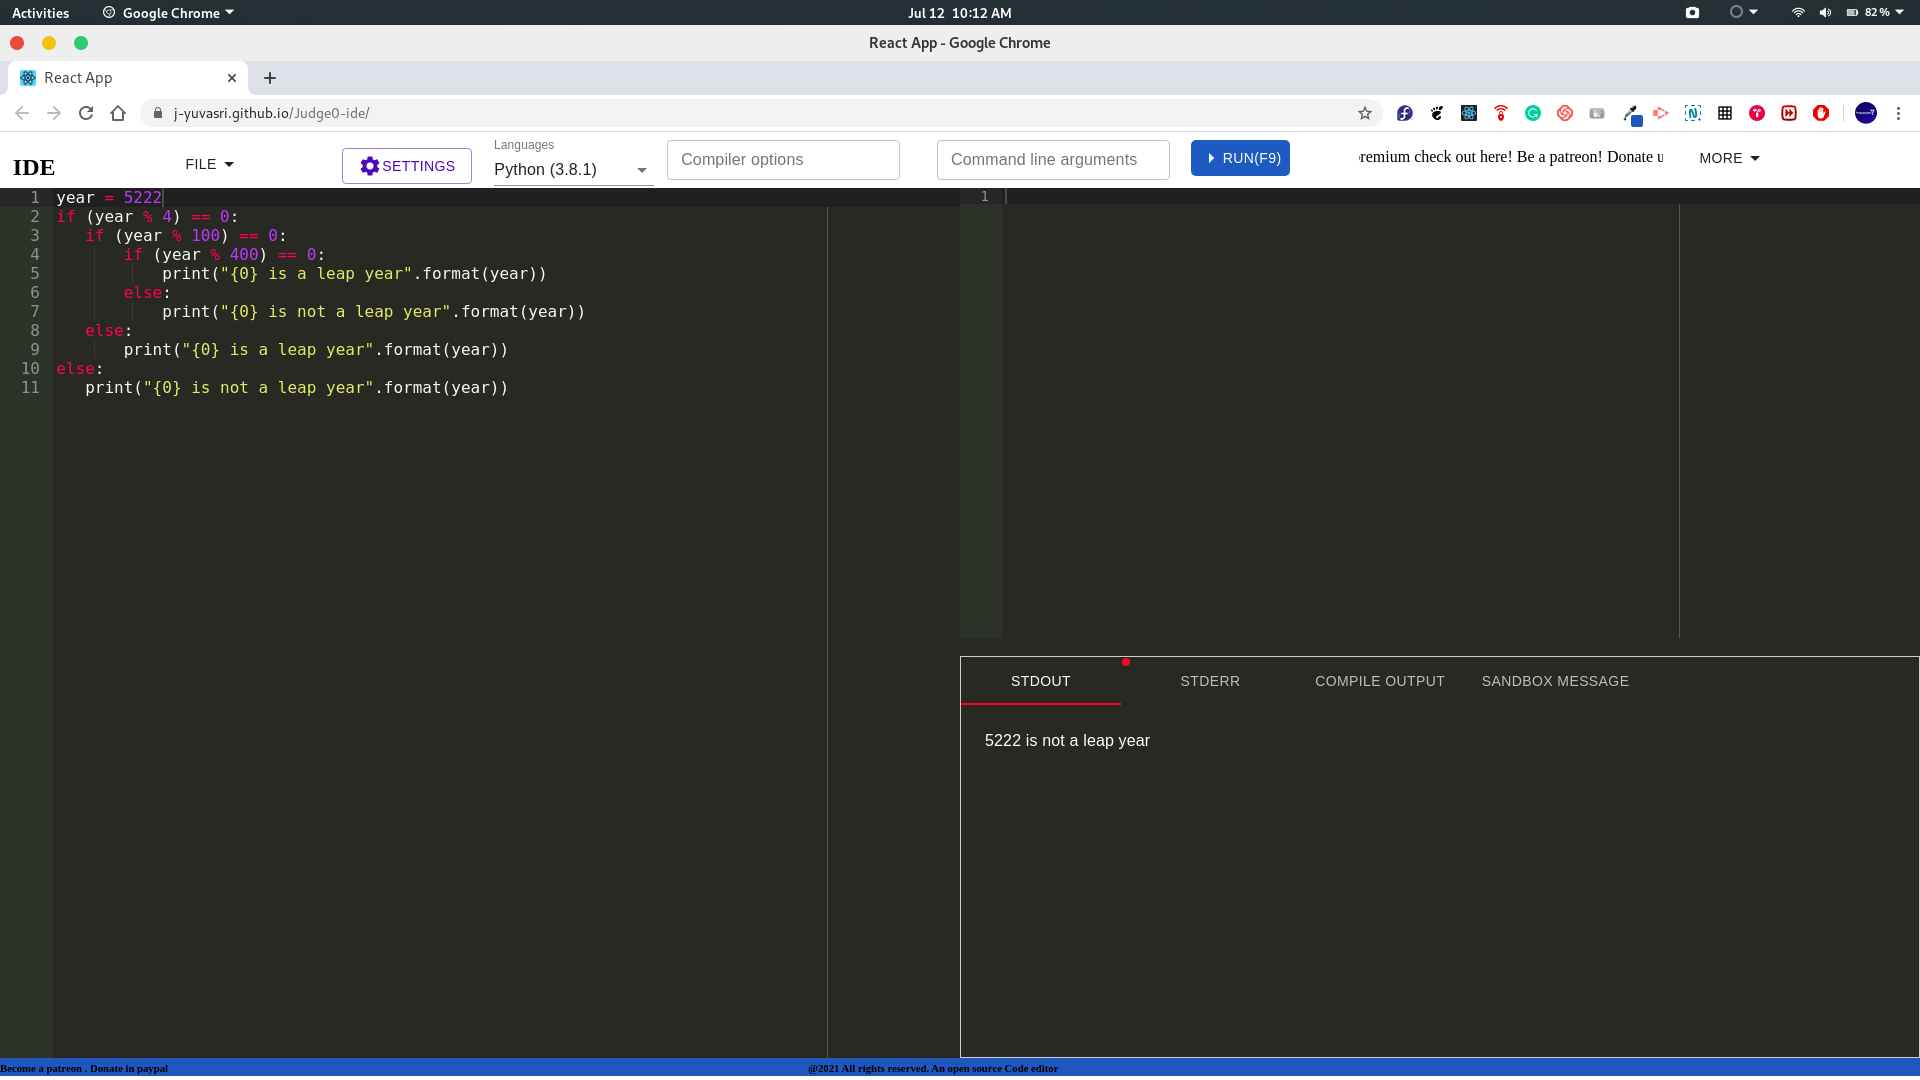 Activities Google Chrome Jul 12 10:12 AM 82 %
React App - Google Chrome
React App
j-yuvasri.github.io/Judge0-ide/
IDE FILE SETTINGS Languages Python (3.8.1) Compiler options Command line arguments RUN(F9) remium check out here! Be a patreon! Donate MORE
1 year = 5222
2 if (year % 4) == 0:
3 if (year % 100) == 0:
4 if (year % 400) == 0:
5 print("{0} is a leap year".format(year))
6 else:
7 print("{0} is not a leap year".format(year))
8 else:
9 print("{0} is a leap year".format(year))
10 else:
11 print("{0} is not a leap year".format(year))
1
STDOUT STDERR COMPILE OUTPUT SANDBOX MESSAGE
5222 is not a leap year
Become a patreon . Donate in paypal @2021 All rights reserved. An open source Code editor